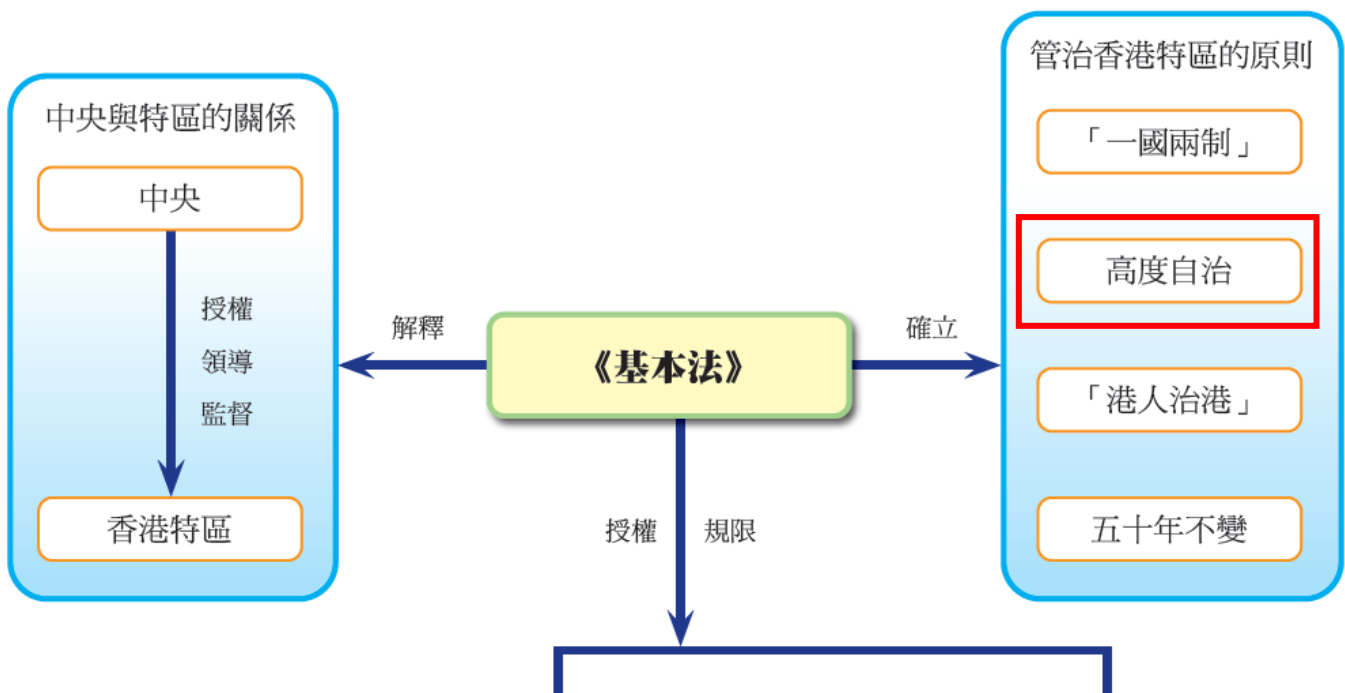 管治香港特區的原則
「一國兩制」
高度自治
「港人治港」
五十年不變
中央與特區的關係
中央
授權
領導
監督
香港特區
解釋
《基本法》
確立
授權
規限